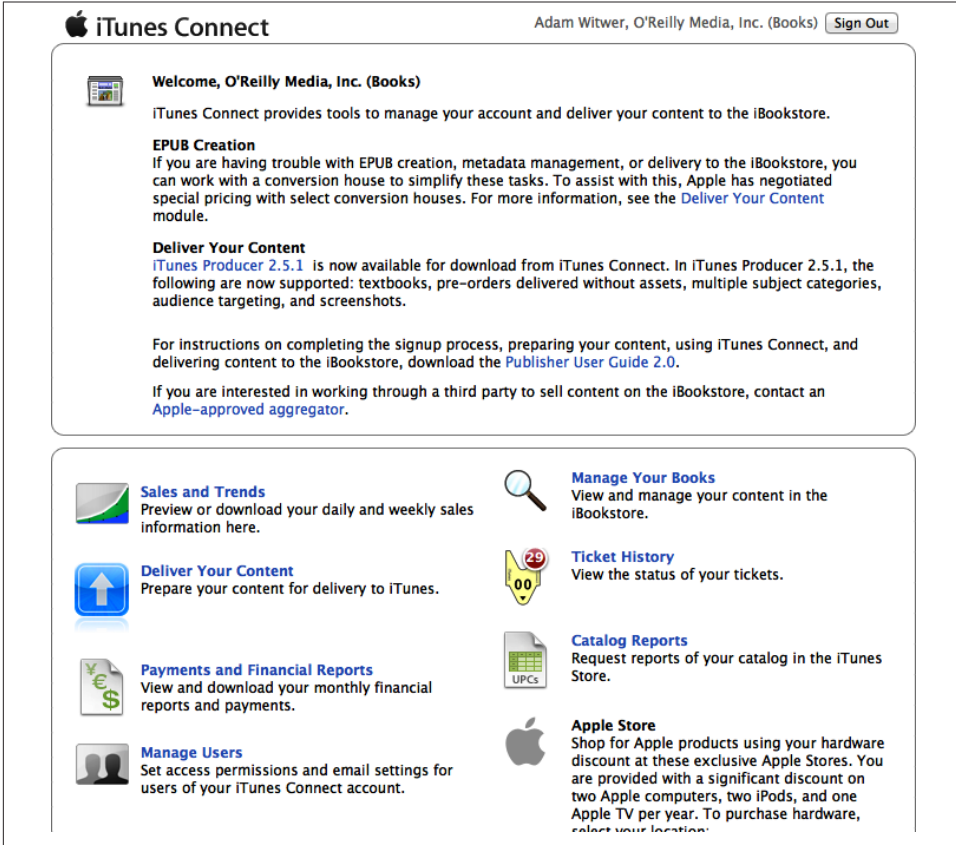 iTunes Connect
Adam Witwer, O'Reilly Media, Inc. (Books) Sign Out
Welcome, O'Reilly Media, Inc. (Books)
iTunes Connect provides tools to manage your account and deliver your content to the iBookstore.
EPUB Creation
If you are having trouble with EPUB creation, metadata management, or delivery to the iBookstore, you
can work with a conversion house to simplify these tasks. To assist with this, Apple has negotiated
special pricing with select conversion houses. For more information, see the Deliver Your Content
module.
Deliver Your Content
iTunes Producer 2.5.1 is now available for download from iTunes Connect. In iTunes Producer 2.5.1, the
following are now supported: textbooks, pre-orders delivered without assets, multiple subject categories,
audience targeting, and screenshots.
For instructions on completing the signup process, preparing your content, using iTunes Connect, and
delivering content to the iBookstore, download the Publisher User Guide 2.0.
If you are interested in working through a third party to sell content on the iBookstore, contact an
Apple-approved aggregator.
Sales and Trends
Preview or download your daily and weekly sales
information here.
Deliver Your Content
Prepare your content for delivery to iTunes.
¥
€
$
Payments and Financial Reports
View and download your monthly financial
reports and payments.
Manage Users
Set access permissions and email settings for
users of your iTunes Connect account.
Manage Your Books
View and manage your content in the
iBookstore.
29
00
Ticket History
View the status of your tickets.
UPCs
Catalog Reports
Request reports of your catalog in the iTunes
Store.
Apple Store
Shop for Apple products using your hardware
discount at these exclusive Apple Stores. You
are provided with a significant discount on
two Apple computers, two iPods, and one
Apple TV per year. To purchase hardware,
select your location: